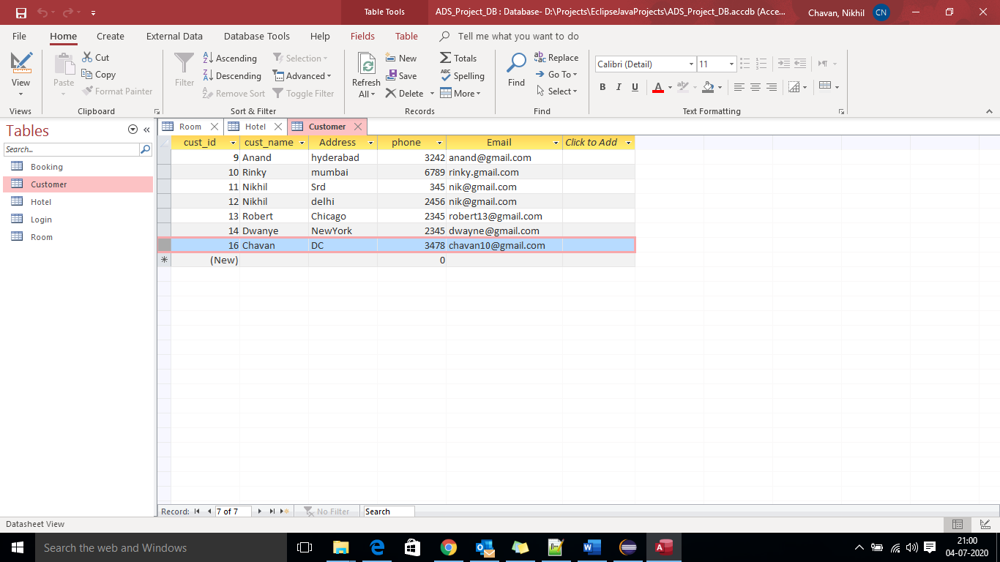 Table Tools
ADS_Project_DB : Database- D:\Projects\EclipseJavaProjects\ADS_Project_DB.accdb (Acce...
Chavan, Nikhil CN
File Home Create External Data Database Tools Help Fields Table Tell me what you want to do
View
Views
Paste
Cut
Copy
Format Painter
Clipboard
Filter
Ascending
Descending
Remove Sort
Selection
Advanced
Toggle Filter
Sort & Filter
Refresh
All
New
Save
Delete
Totals
Spelling
More
Records
Find
Replace
Go To
Select
Find
Calibri (Detail) 11
B I U
Text Formatting
Tables
Search...
Booking
Customer
Hotel
Login
Room
Room Hotel Customer
cust_id cust_name Address phone Email Click to Add
9 Anand hyderabad 3242 anand@gmail.com
10 Rinky mumbai 6789 rinky.gmail.com
11 Nikhil Srd 345 nik@gmail.com
12 Nikhil delhi 2456 nik@gmail.com
13 Robert Chicago 2345 robert13@gmail.com
14 Dwanye NewYork 2345 dwayne@gmail.com
16 Chavan DC 3478 chavan10@gmail.com
(New) 0
Record: 7 of 7 No Filter Search
Datasheet View
Search the web and Windows
21:00
04-07-2020